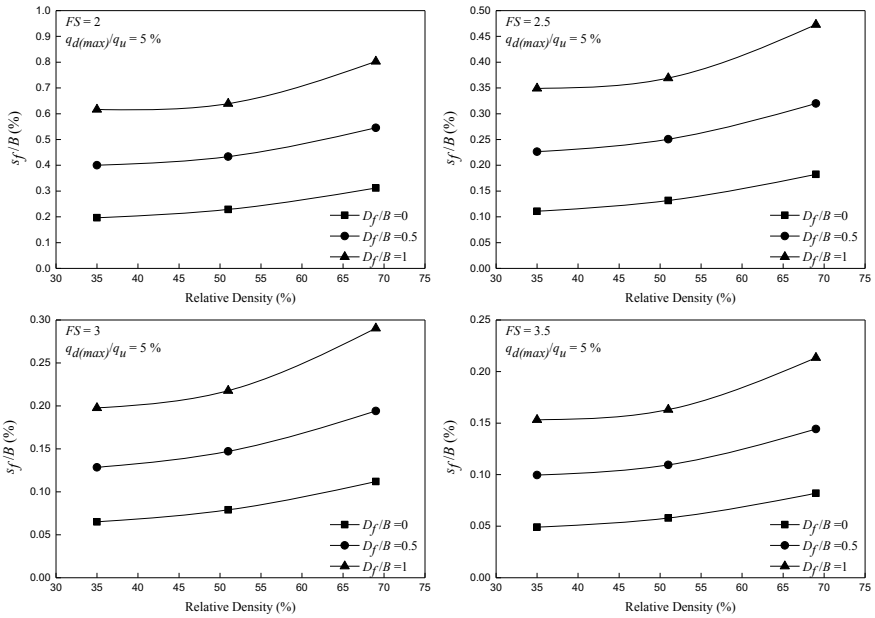 FS = 2
q_d(max)/q_u = 5 %
1.0
0.9
0.8
0.7
0.6
0.5
0.4
0.3
0.2
0.1
0.0
s_f/B (%)
D_f/B =0
D_f/B =0.5
D_f/B =1
30 35 40 45 50 55 60 65 70 75
Relative Density (%)
FS = 2.5
q_d(max)/q_u = 5 %
0.50
0.45
0.40
0.35
0.30
0.25
0.20
0.15
0.10
0.05
0.00
s_f/B (%)
D_f/B =0
D_f/B =0.5
D_f/B =1
30 35 40 45 50 55 60 65 70 75
Relative Density (%)
FS = 3
q_d(max)/q_u = 5 %
0.30
0.25
0.20
0.15
0.10
0.05
0.00
s_f/B (%)
D_f/B =0
D_f/B =0.5
D_f/B =1
30 35 40 45 50 55 60 65 70 75
Relative Density (%)
FS = 3.5
q_d(max)/q_u = 5 %
0.25
0.20
0.15
0.10
0.05
0.00
s_f/B (%)
D_f/B =0
D_f/B =0.5
D_f/B =1
30 35 40 45 50 55 60 65 70 75
Relative Density (%)